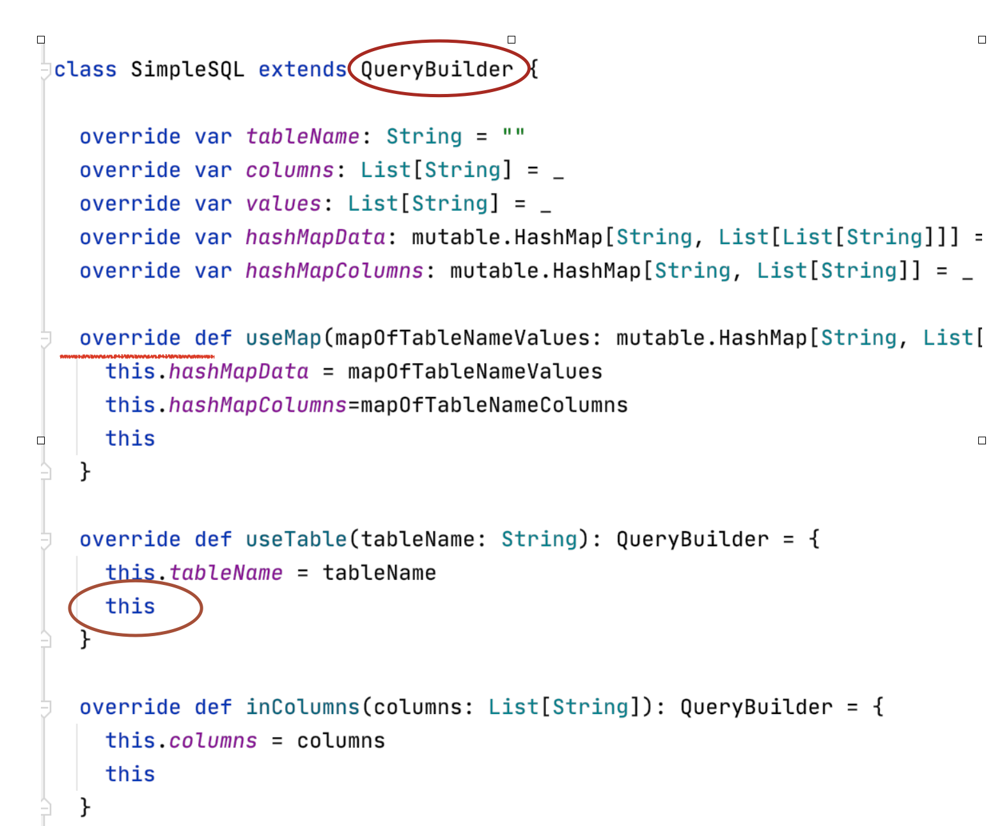 class SimpleSQL extends QueryBuilder {
override var tableName: String = ""
override var columns: List[String] = _
override var values: List[String] = _
override var hashMapData: mutable.HashMap[String, List[List[String]]] =
override var hashMapColumns: mutable.HashMap[String, List[String]] = _
override def useMap(mapOfTableNameValues: mutable.HashMap[String, List[
this.hashMapData = mapOfTableNameValues
this.hashMapColumns=mapOfTableNameColumns
this
}
override def useTable(tableName: String): QueryBuilder = {
this.tableName = tableName
this
}
override def inColumns(columns: List[String]): QueryBuilder = {
this.columns = columns
this
}